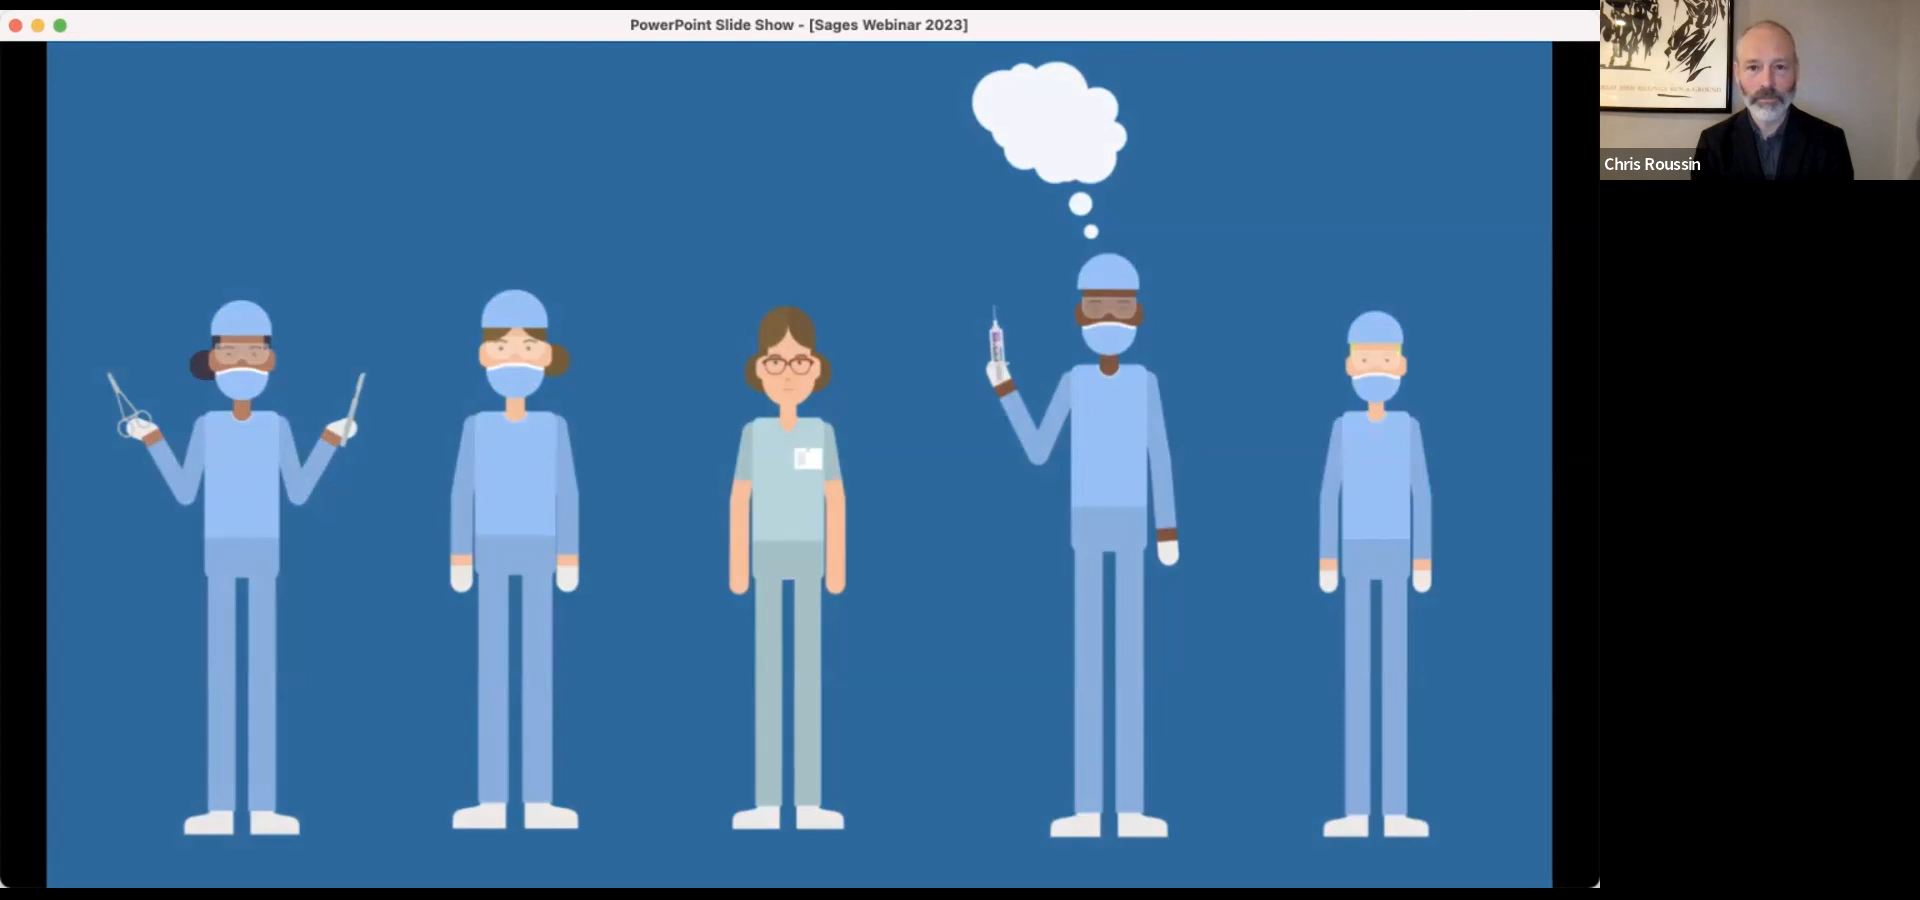 PowerPoint Slide Show - [Sages Webinar 2023]
Chris Roussin